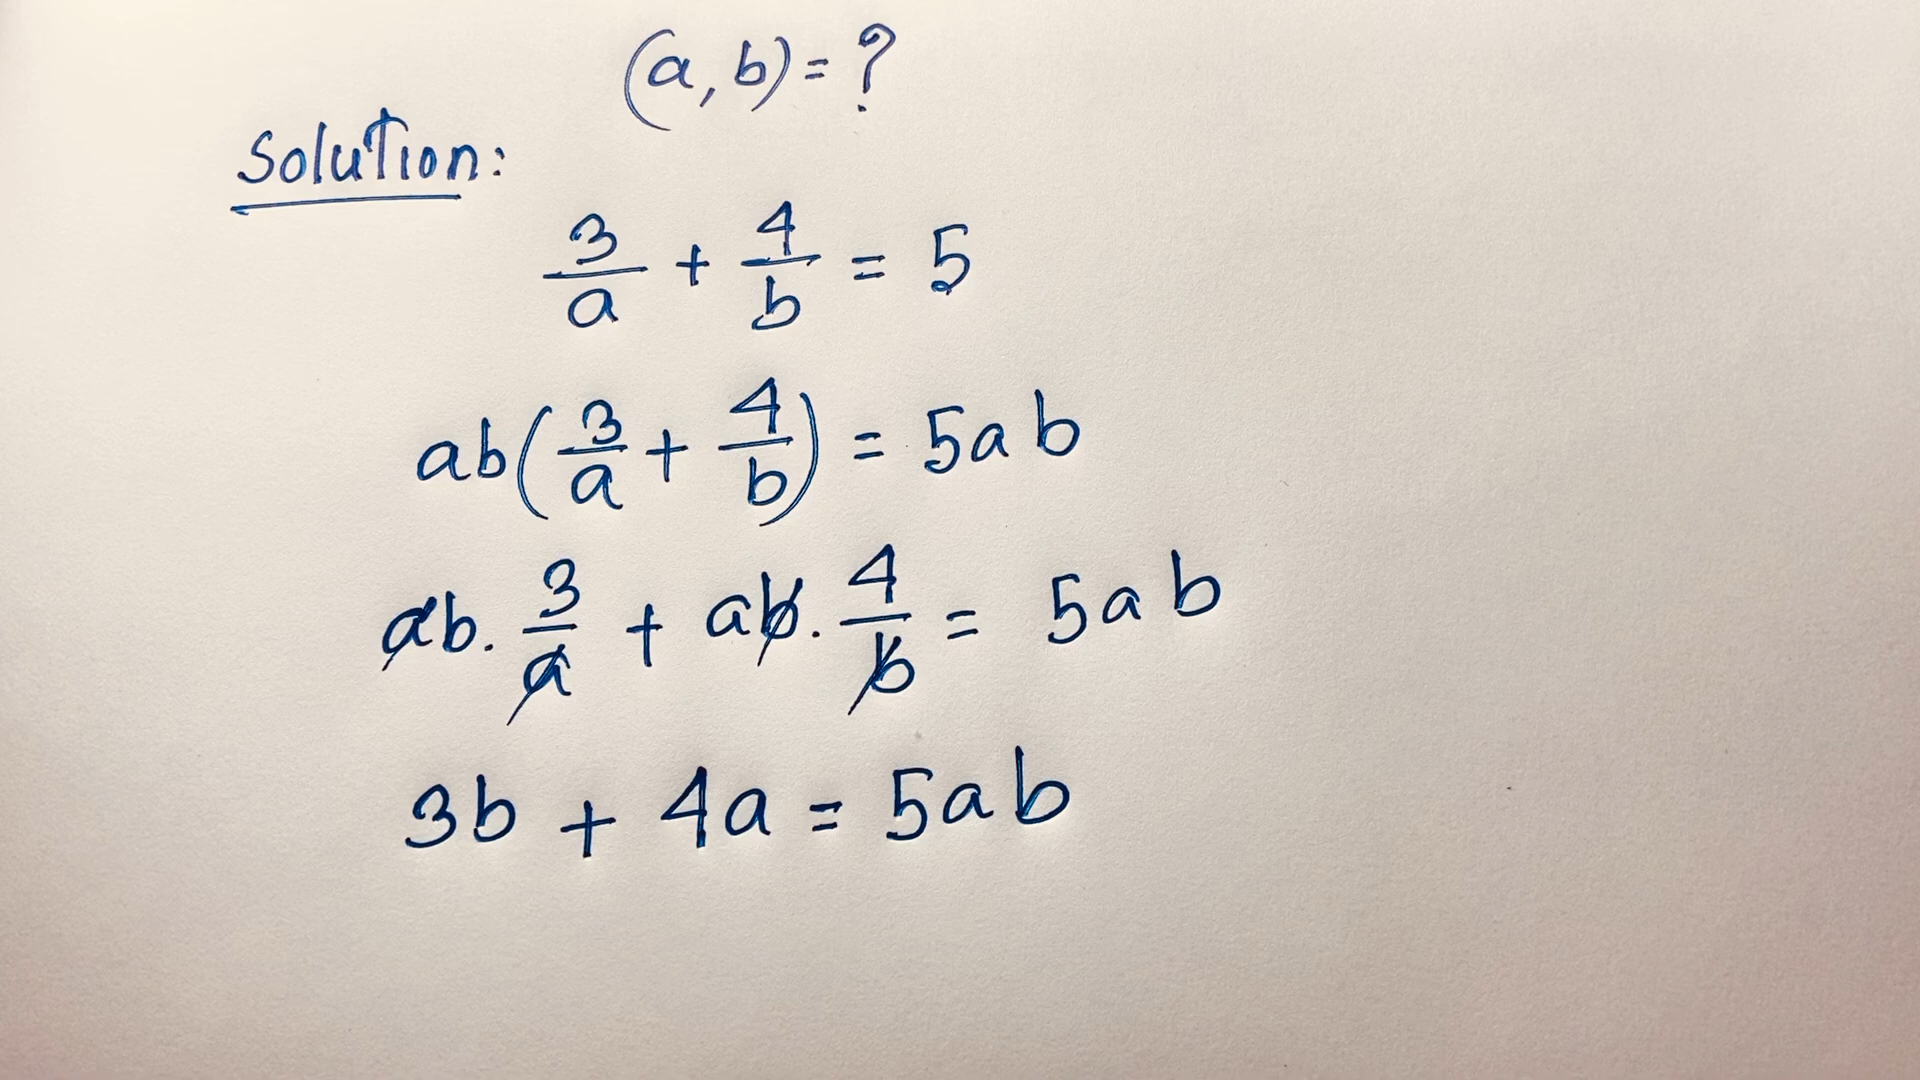 (a, b) = ?
Solution:
3/a + 4/b = 5
ab(3/a + 4/b) = 5ab
ab. 3/a + ab. 4/b = 5ab
3b + 4a = 5ab